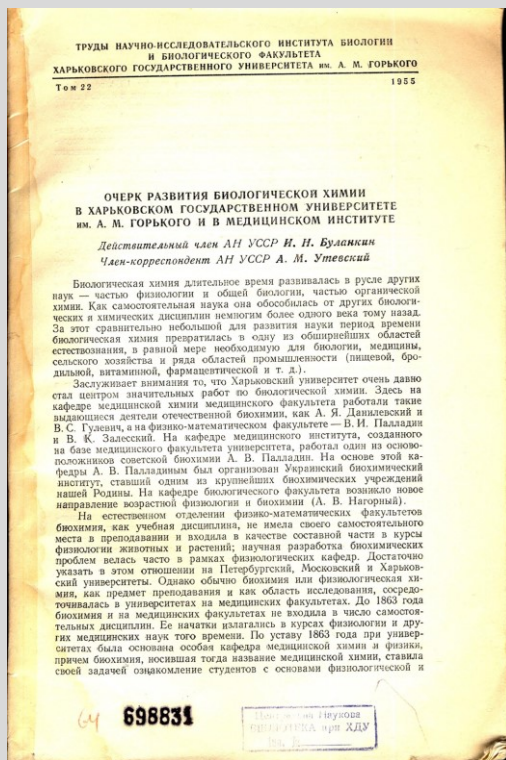 ТРУДЫ НАУЧНО-ИССЛЕДОВАТЕЛЬСКОГО ИНСТИТУТА БИОЛОГИИ
И БИОЛОГИЧЕСКОГО ФАКУЛЬТЕТА
ХАРЬКОВСКОГО ГОСУДАРСТВЕННОГО УНИВЕРСИТЕТА им. А. М. ГОРЬКОГО
Том 22 1955
ОЧЕРК РАЗВИТИЯ БИОЛОГИЧЕСКОЙ ХИМИИ
В ХАРЬКОВСКОМ ГОСУДАРСТВЕННОМ УНИВЕРСИТЕТЕ
им. А. М. ГОРЬКОГО И В МЕДИЦИНСКОМ ИНСТИТУТЕ
Действительный член АН УССР И. Н. Буланкин
Член-корреспондент АН УССР А. М. Утевский
Биологическая химия длительное время развивалась в русле других
наук — частью физиологии и общей биологии, частью органической
химии. Как самостоятельная наука она обособилась от других биологи-
ческих и химических дисциплин немногим более одного века тому назад.
За этот сравнительно небольшой для развития науки период времени
биологическая химия превратилась в одну из обширнейших областей
естествознания, в равной мере необходимую для биологии, медицины,
сельского хозяйства и ряда областей промышленности (пищевой, бро-
дильной, витаминной, фармацевтической и т. д.).
Заслуживает внимания то, что Харьковский университет очень давно
стал центром значительных работ по биологической химии. Здесь на
кафедре медицинской химии медицинского факультета работали такие
выдающиеся деятели отечественной биохимии, как А. Я. Данилевский и
В. С. Гулевич, а на физико-математическом факультете — В. И. Палладин
и В. К. Залесский. На кафедре медицинского института, созданного
на базе медицинского факультета университета, работал один из осново-
положников советской биохимии А. В. Палладин. На основе этой ка-
федры А. В. Палладиным был организован Украинский биохимический
институт, ставший одним из крупнейших биохимических учреждений
нашей Родины. На кафедре биологического факультета возникло новое
направление возрастной физиологии и биохимии (А. В. Нагорный).
На естественном отделении физико-математических факультетов
биохимия, как учебная дисциплина, не имела своего самостоятельного
места в преподавании и входила в качестве составной части в курсы
физиологии животных и растений; научная разработка биохимических
проблем велась часто в рамках физиологических кафедр. Достаточно
указать в этом отношении на Петербургский, Московский и Харьков-
ский университеты. Однако обычно биохимия или физиологическая хи-
мия, как предмет преподавания и как область исследования, сосредо-
точивалась в университетах на медицинских факультетах. До 1863 года
биохимия и на медицинских факультетах не входила в число самостоя-
тельных дисциплин. Ее начатки излагались в курсах физиологии и дру-
гих медицинских наук того времени. По уставу 1863 года при универ-
ситетах была основана особая кафедра медицинской химии и физики,
причем биохимия, носившая тогда название медицинской химии, ставила
своей задачей ознакомление студентов с основами физиологической и
64 698831
Наукова
при ХДУ